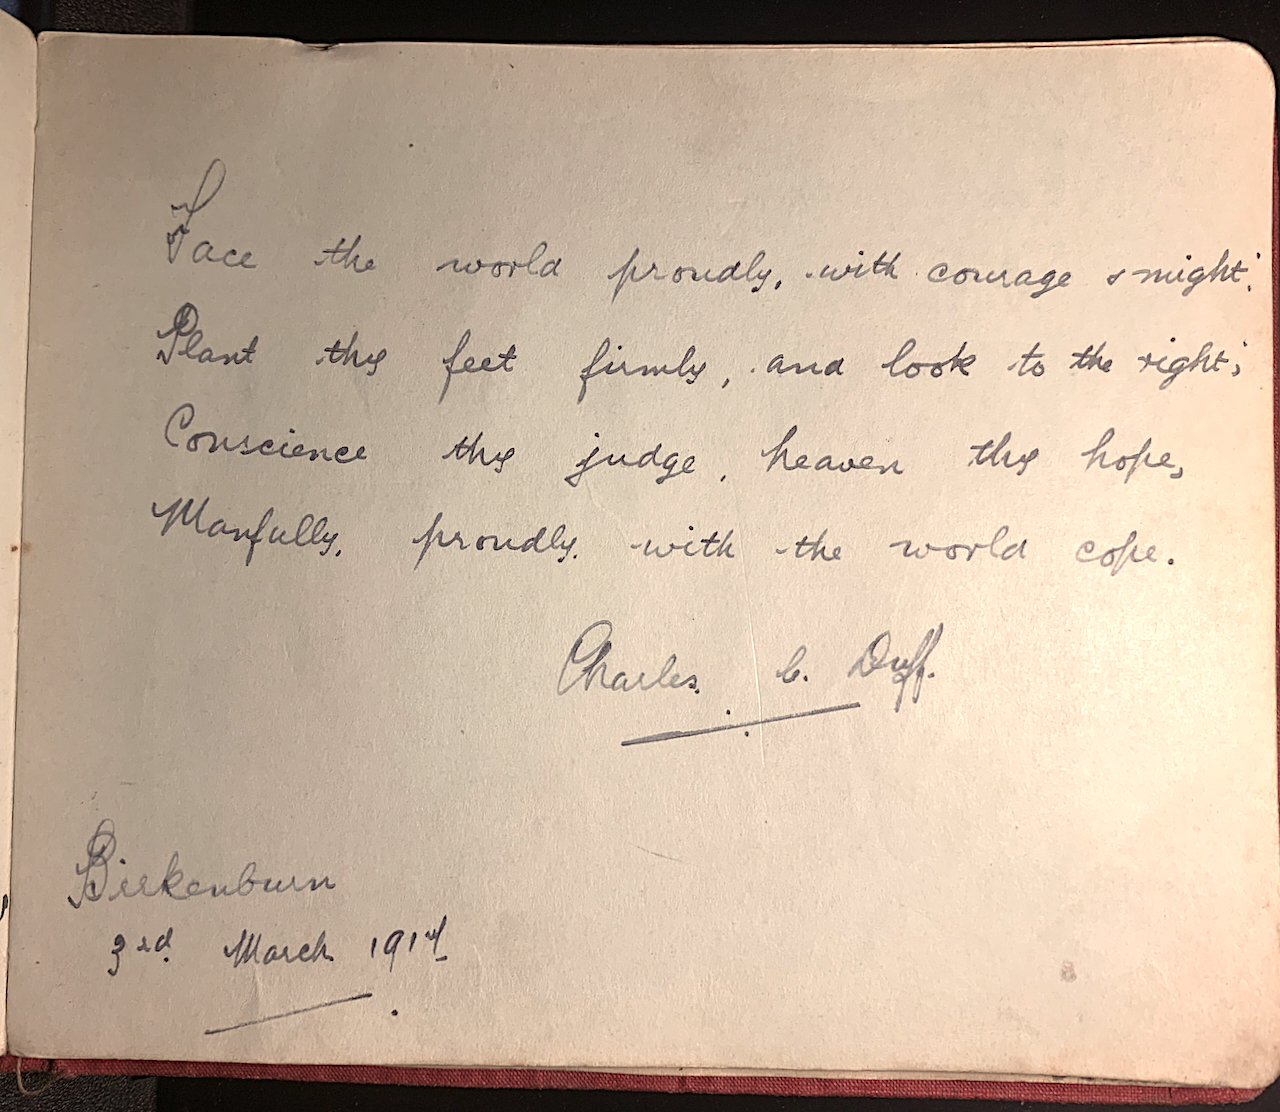 Face the world proudly, with courage & might;
Plant thy feet firmly, and look to the right;
Conscience thy judge, heaven thy hope,
Manfully, proudly, with the world cope.
Charles C. Duff.
Birkenburn
3rd March 1914